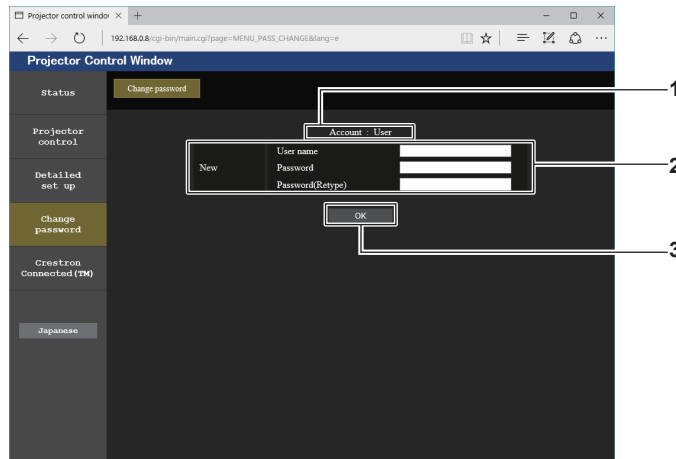 Projector control windo
192.168.0.8/cgi-bin/main.cgi?page=MENU_PASS_CHANGE&lang=e
Projector Control Window
Status
Change password
1
Projector
control
Account : User
User name
New
Password
2
Password(Retype)
Detailed
set up
OK
Change
password
3
Crestron
Connected(TM)
Japanese